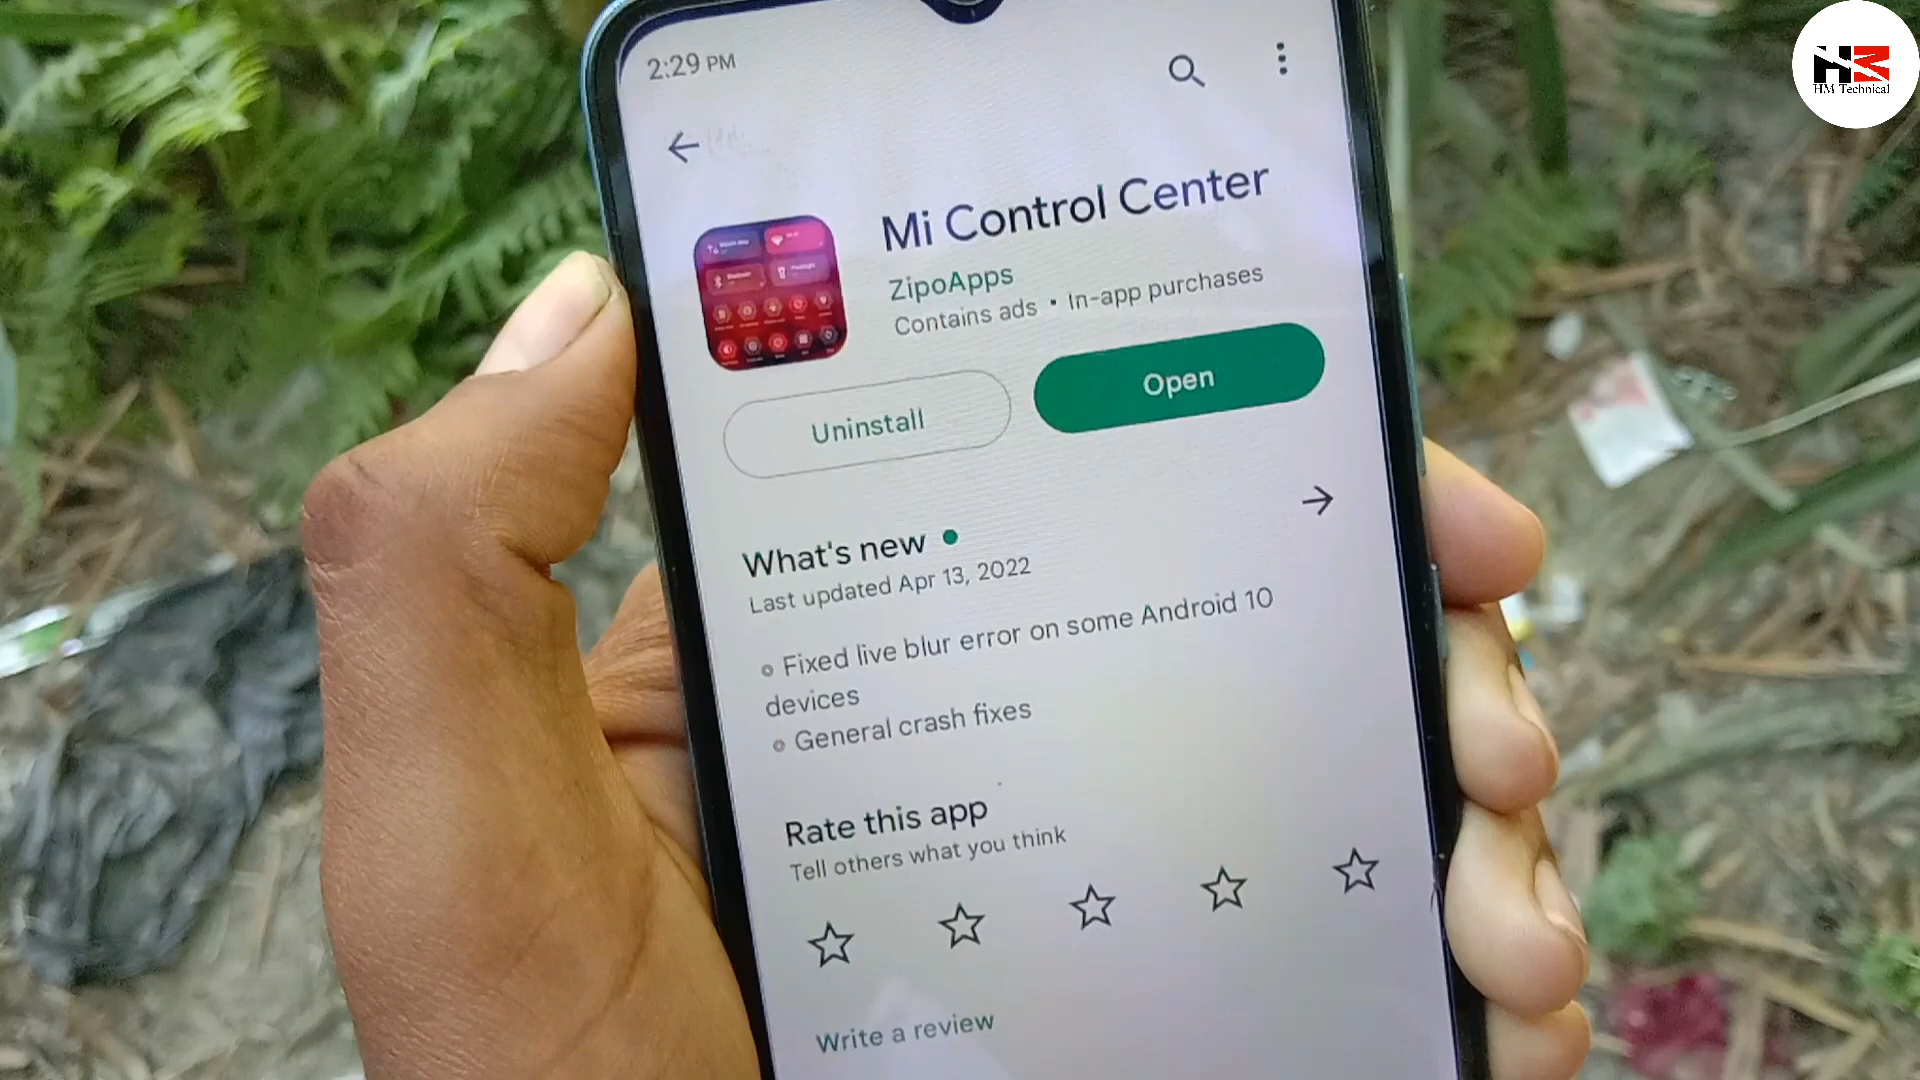 HM Technical
2:29 PM
Mi Control Center
ZipoApps
Contains ads • In-app purchases
Uninstall
Open
What's new
Last updated Apr 13, 2022
Fixed live blur error on some Android 10
devices
General crash fixes
Rate this app
Tell others what you think
Write a review